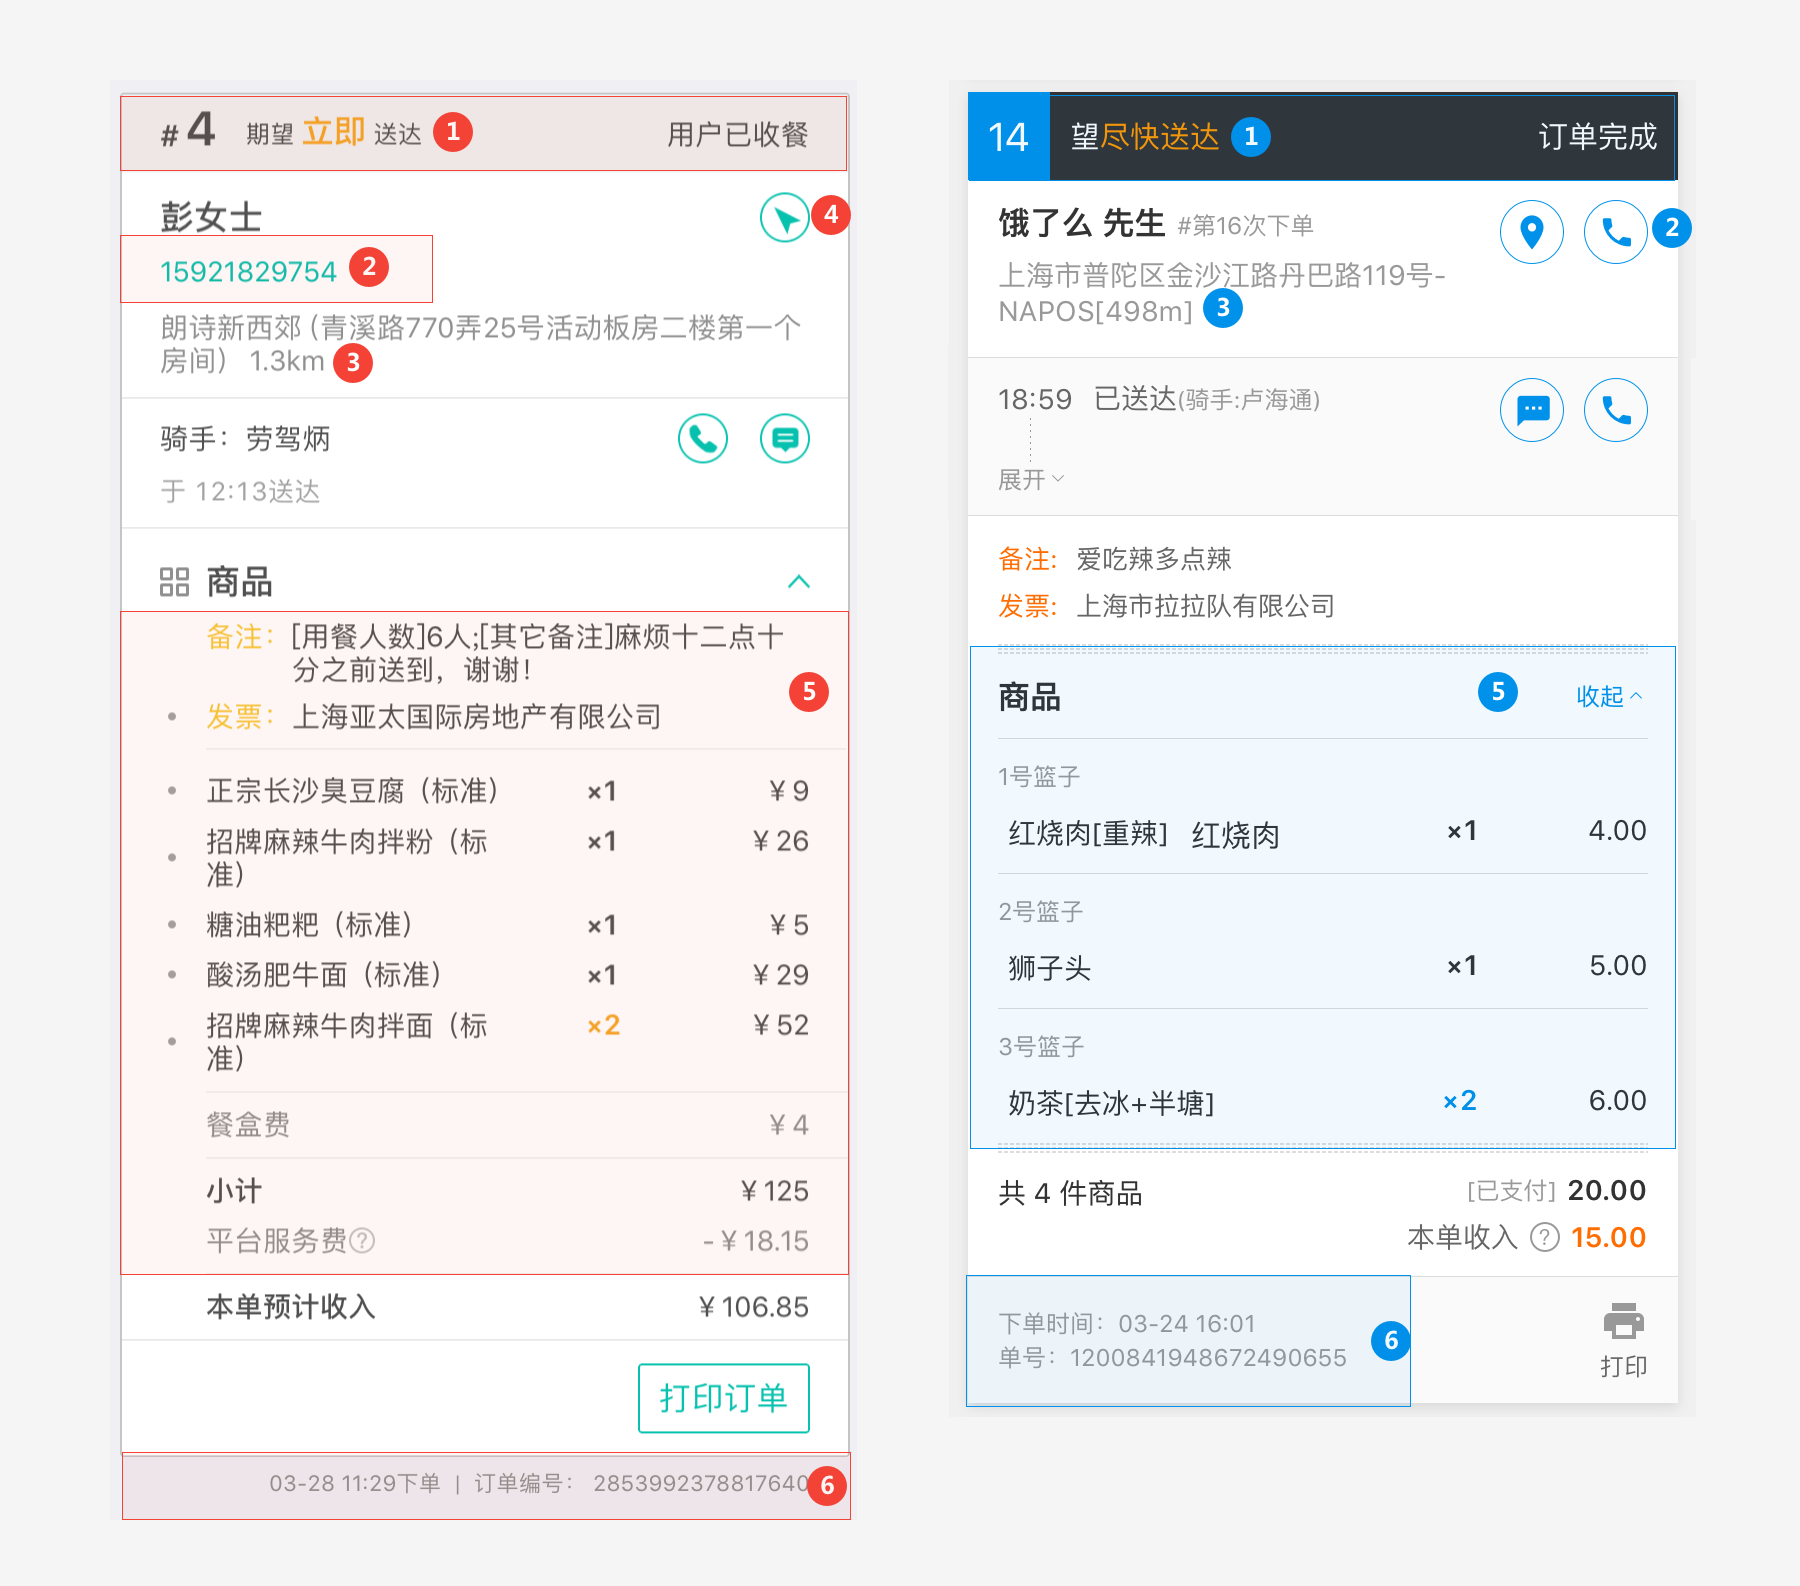 #4 期望 立即 送达 1 用户已收餐
彭女士
4
15921829754 2
朗诗新西郊 (青溪路770弄25号活动板房二楼第一个
房间) 1.3km 3
骑手：劳驾炳
于 12:13送达
商品
备注： [用餐人数]6人;[其它备注]麻烦十二点十
分之前送到，谢谢！
5
发票： 上海亚太国际房地产有限公司
正宗长沙臭豆腐（标准） ×1 ¥ 9
招牌麻辣牛肉拌粉（标 ×1 ¥ 26
准）
糖油粑粑（标准） ×1 ¥ 5
酸汤肥牛面（标准） ×1 ¥ 29
招牌麻辣牛肉拌面（标 ×2 ¥ 52
准）
餐盒费 ¥ 4
小计 ¥ 125
平台服务费? - ¥ 18.15
本单预计收入 ¥ 106.85
打印订单
03-28 11:29下单 | 订单编号： 2853992378817640 6
14 望尽快送达 1 订单完成
饿了么 先生 #第16次下单
2
上海市普陀区金沙江路丹巴路119号-
NAPOS[498m] 3
18:59 已送达(骑手:卢海通)
展开
备注: 爱吃辣多点辣
发票: 上海市拉拉队有限公司
商品 5 收起
1号篮子
红烧肉[重辣] 红烧肉 ×1 4.00
2号篮子
狮子头 ×1 5.00
3号篮子
奶茶[去冰+半塘] ×2 6.00
共 4 件商品 [已支付] 20.00
本单收入 ? 15.00
下单时间：03-24 16:01
单号：1200841948672490655
6
打印